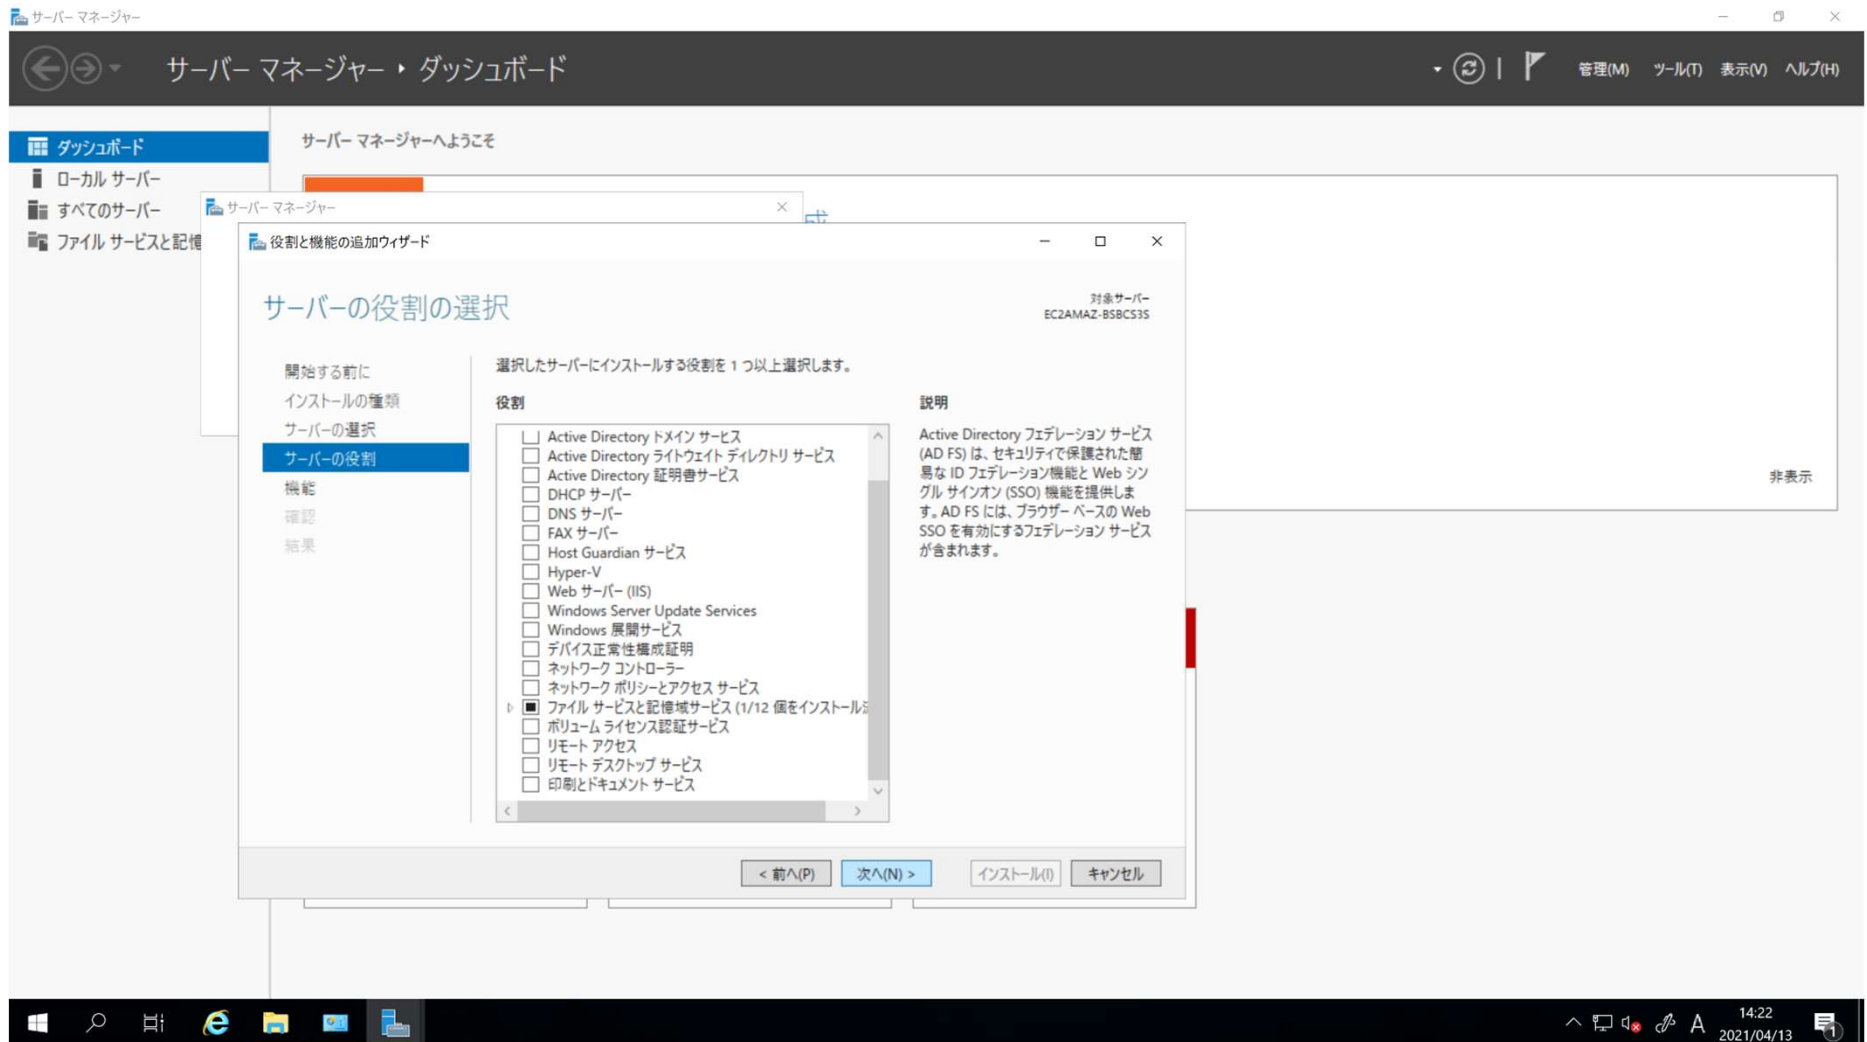 サーバー マネージャー
サーバー マネージャー ・ ダッシュボード
管理(M) ツール(T) 表示(V) ヘルプ(H)
ダッシュボード
ローカル サーバー
すべてのサーバー
ファイル サービスと記憶
サーバー マネージャーへようこそ
サーバー マネージャー
役割と機能の追加ウィザード
サーバーの役割の選択
対象サーバー
EC2AMAZ-BSBCS3S
開始する前に
インストールの種類
サーバーの選択
サーバーの役割
機能
確認
結果
選択したサーバーにインストールする役割を 1 つ以上選択します。
役割
Active Directory ドメイン サービス
Active Directory ライトウェイト ディレクトリ サービス
Active Directory 証明書サービス
DHCP サーバー
DNS サーバー
FAX サーバー
Host Guardian サービス
Hyper-V
Web サーバー (IIS)
Windows Server Update Services
Windows 展開サービス
デバイス正常性構成証明
ネットワーク コントローラー
ネットワーク ポリシーとアクセス サービス
ファイル サービスと記憶域サービス (1/12 個をインストール済
ボリューム ライセンス認証サービス
リモート アクセス
リモート デスクトップ サービス
印刷とドキュメント サービス
説明
Active Directory フェデレーション サービス
(AD FS) は、セキュリティで保護された簡
易な ID フェデレーション機能と Web シン
グル サインオン (SSO) 機能を提供しま
す。AD FS には、ブラウザー ベースの Web
SSO を有効にするフェデレーション サービス
が含まれます。
非表示
< 前へ(P) 次へ(N) > インストール(I) キャンセル
A
14:22
2021/04/13
1